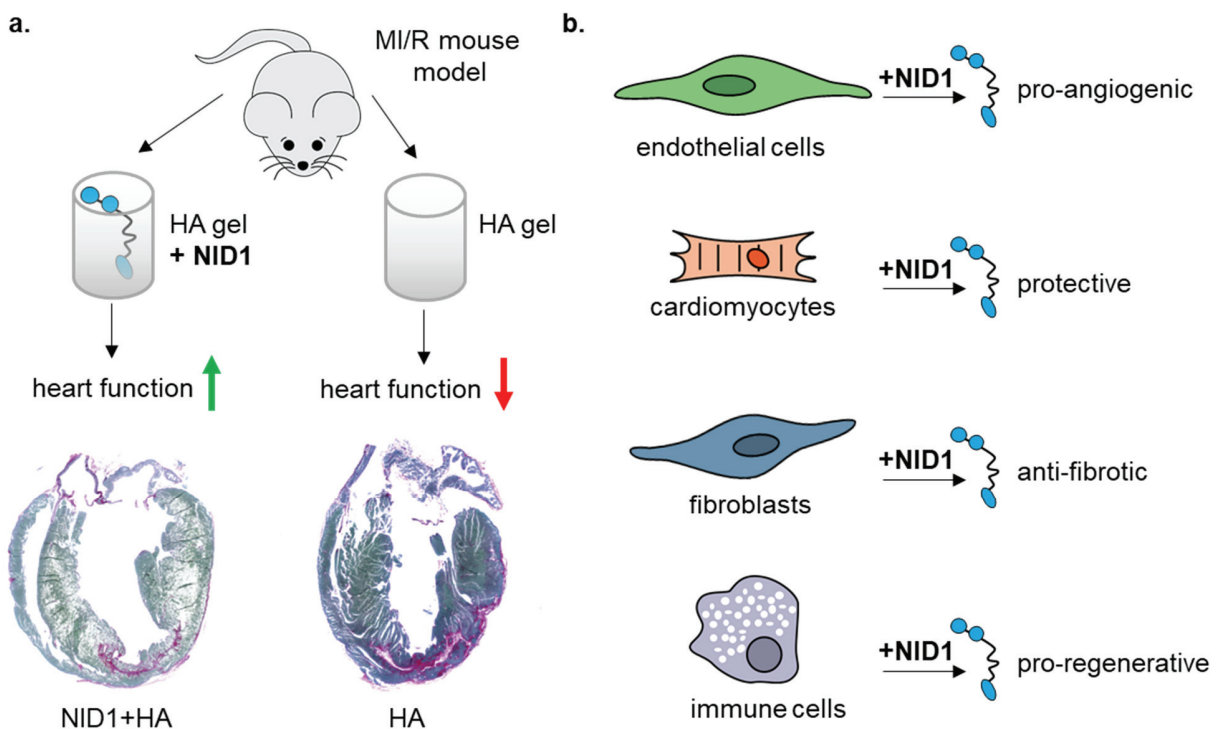 a.
MI/R mouse
model
HA gel
+ NID1
HA gel
heart function
heart function
NID1+HA
HA
b.
+NID1
pro-angiogenic
endothelial cells
+NID1
protective
cardiomyocytes
+NID1
anti-fibrotic
fibroblasts
+NID1
pro-regenerative
immune cells